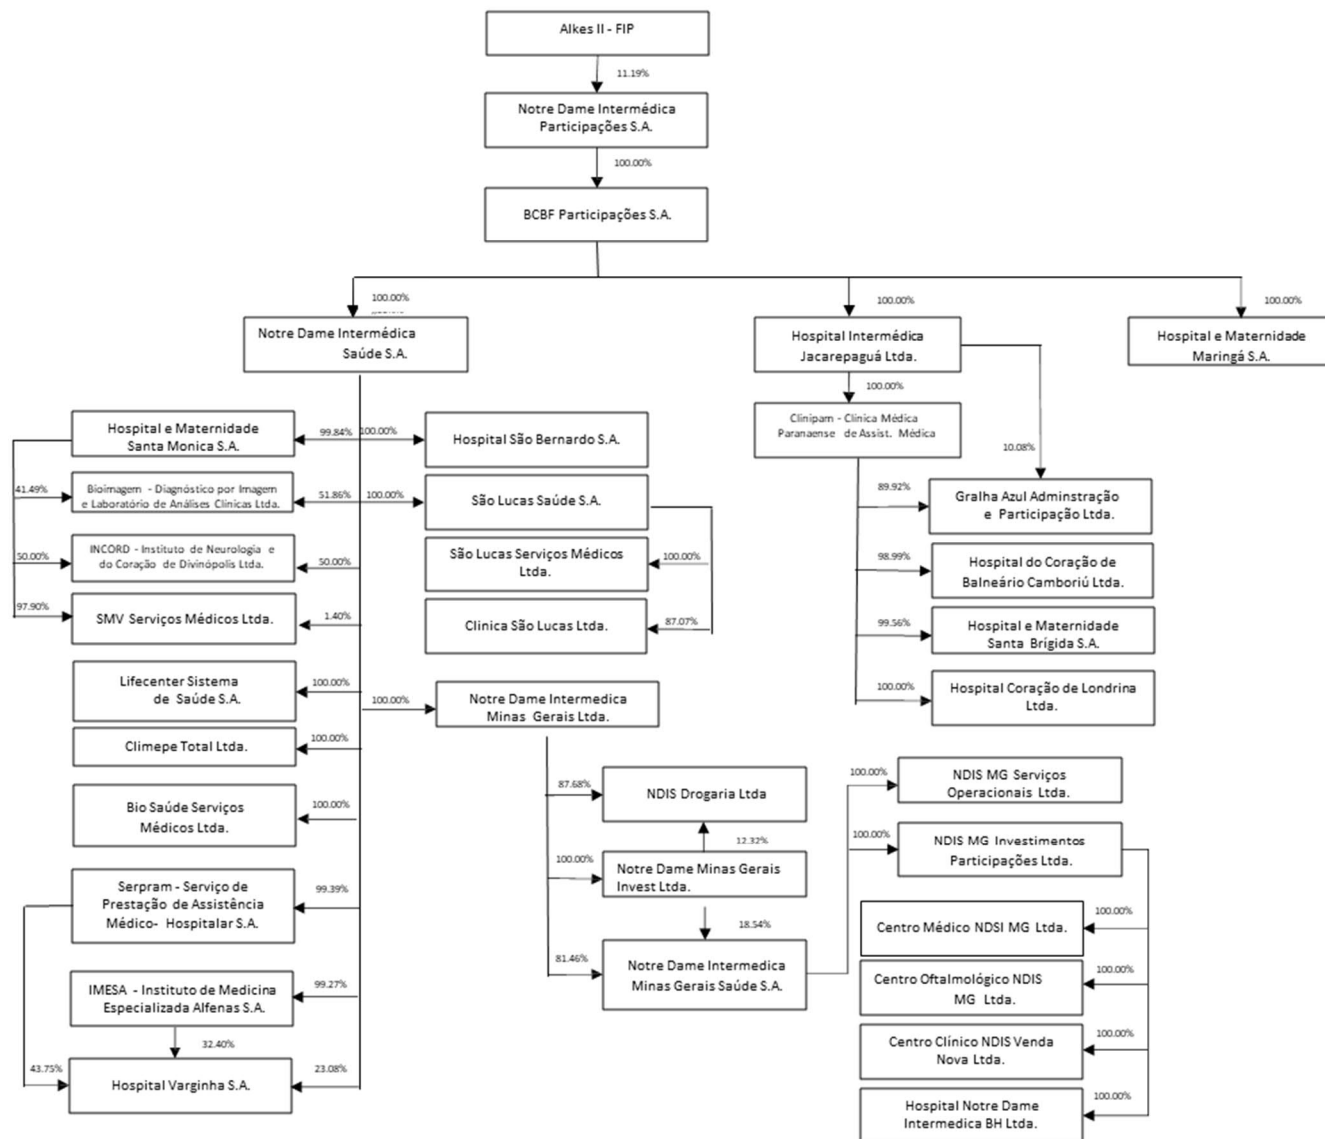 Alkes II - FIP
11.19%
Notre Dame Intermédica
Participações S.A.
100.00%
BCBF Participações S.A.
100.00%
100.00%
100.00%
Notre Dame Intermédica
Saúde S.A.
Hospital Intermédica
Jacarepaguá Ltda.
Hospital e Maternidade
Maringá S.A.
100.00%
Clinipam - Clínica Médica
Paranaense de Assist. Médica
10.08%
Hospital e Maternidade
Santa Monica S.A.
99.84%
100.00%
Hospital São Bernardo S.A.
41.49%
Bioimagem - Diagnóstico por Imagem
e Laboratório de Análises Clínicas Ltda.
51.86%
100.00%
São Lucas Saúde S.A.
89.92%
Gralha Azul Adminstração
e Participação Ltda.
50.00%
INCORD - Instituto de Neurologia e
do Coração de Divinópolis Ltda.
50.00%
São Lucas Serviços Médicos
Ltda.
100.00%
98.99%
Hospital do Coração de
Balneário Camboriú Ltda.
97.90%
SMV Serviços Médicos Ltda.
1.40%
Clinica São Lucas Ltda.
87.07%
99.56%
Hospital e Maternidade
Santa Brígida S.A.
Lifecenter Sistema
de Saúde S.A.
100.00%
100.00%
Notre Dame Intermedica
Minas Gerais Ltda.
100.00%
Hospital Coração de Londrina
Ltda.
Climepe Total Ltda.
100.00%
Bio Saúde Serviços
Médicos Ltda.
100.00%
87.68%
NDIS Drogaria Ltda
100.00%
NDIS MG Serviços
Operacionais Ltda.
12.32%
100.00%
Notre Dame Minas Gerais
Invest Ltda.
100.00%
NDIS MG Investimentos
Participações Ltda.
Serpram - Serviço de
Prestação de Assistência
Médico- Hospitalar S.A.
99.39%
18.54%
81.46%
Notre Dame Intermedica
Minas Gerais Saúde S.A.
Centro Médico NDSI MG Ltda.
100.00%
IMESA - Instituto de Medicina
Especializada Alfenas S.A.
99.27%
Centro Oftalmológico NDIS
MG Ltda.
100.00%
32.40%
43.75%
Hospital Varginha S.A.
23.08%
Centro Clínico NDIS Venda
Nova Ltda.
100.00%
Hospital Notre Dame
Intermedica BH Ltda.
100.00%